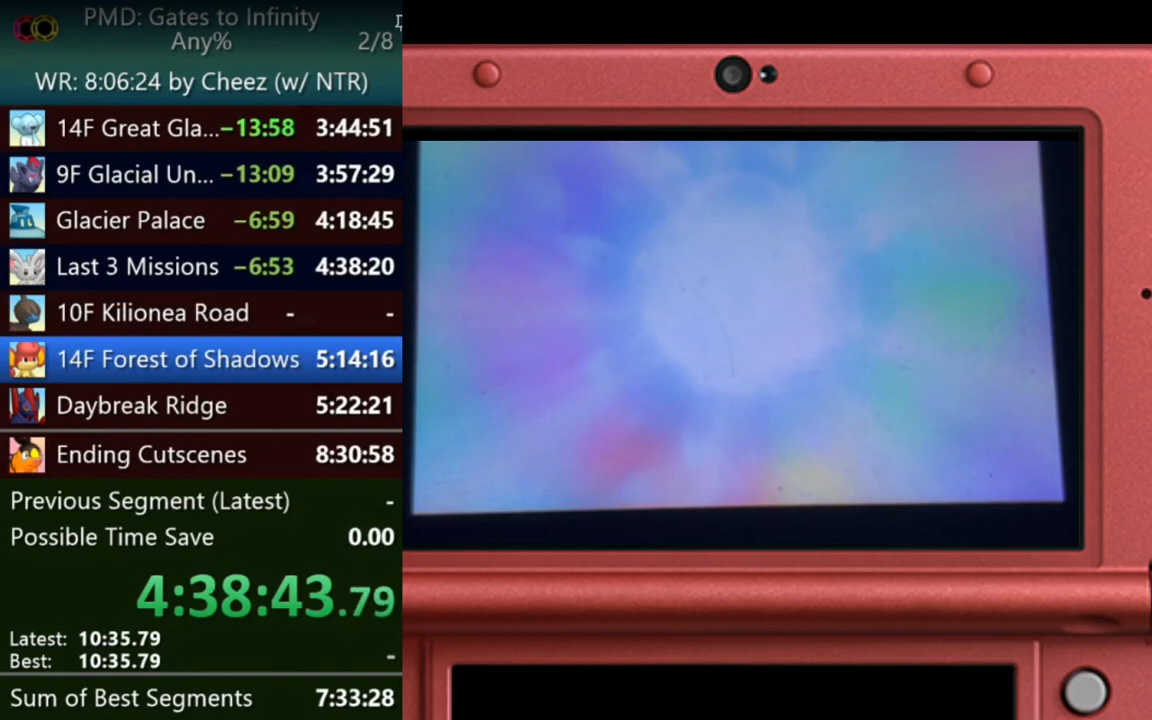 PMD: Gates to Infinity
Any%
2/8
WR: 8:06:24 by Cheez (w/ NTR)
14F Great Gla... −13:58 3:44:51
9F Glacial Un... −13:09 3:57:29
Glacier Palace −6:59 4:18:45
Last 3 Missions −6:53 4:38:20
10F Kilionea Road - -
14F Forest of Shadows 5:14:16
Daybreak Ridge 5:22:21
Ending Cutscenes 8:30:58
Previous Segment (Latest) -
Possible Time Save 0.00
4:38:43.79
Latest: 10:35.79
Best: 10:35.79 -
Sum of Best Segments 7:33:28